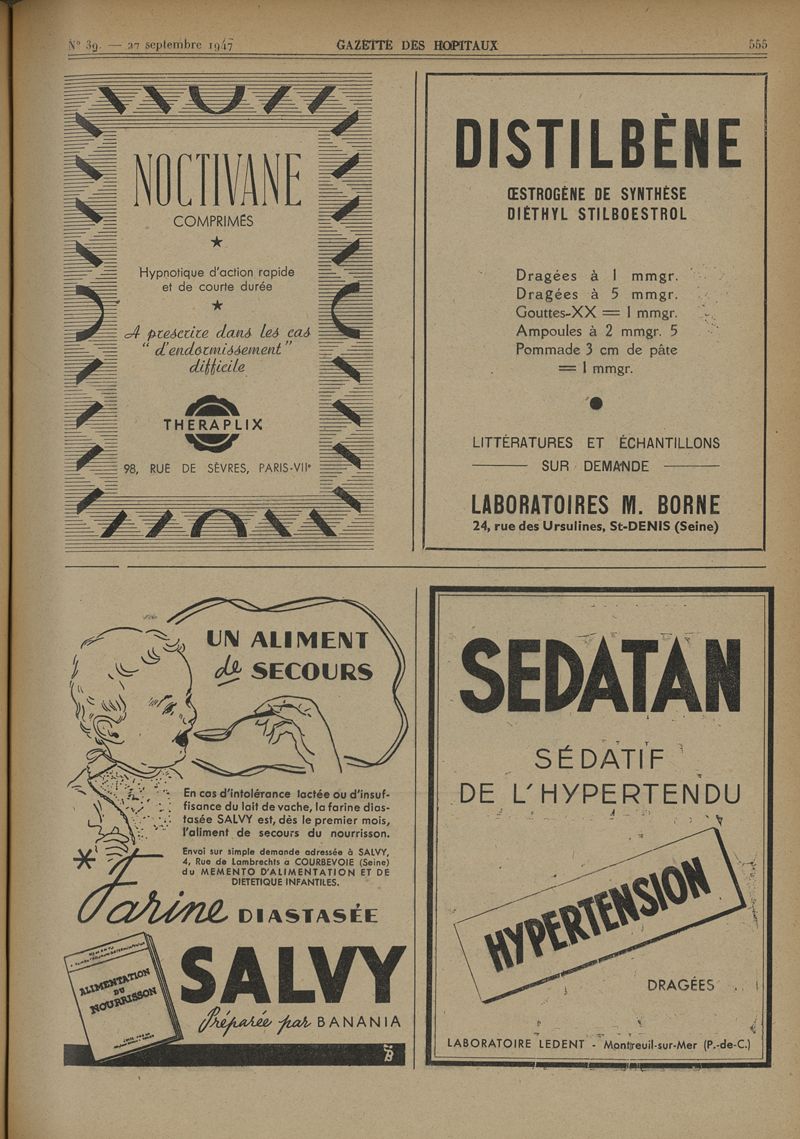 N° 39. — 27 septembre 1947
GAZETTE DES HOPITAUX
555
NOCTIVANE
COMPRIMÉS
Hypnotique d'action rapide
et de courte durée
A prescrire dans les cas
" d'endormissement "
difficile
THERAPLIX
98, RUE DE SÈVRES, PARIS-VIIᵉ
DISTILBÈNE
ŒSTROGÈNE DE SYNTHÈSE
DIÉTHYL STILBOESTROL
Dragées à 1 mmgr.
Dragées à 5 mmgr.
Gouttes-XX = 1 mmgr.
Ampoules à 2 mmgr. 5
Pommade 3 cm de pâte
= 1 mmgr.
LITTÉRATURES ET ÉCHANTILLONS
SUR DEMANDE
LABORATOIRES M. BORNE
24, rue des Ursulines, St-DENIS (Seine)
UN ALIMENT
de SECOURS
En cas d'intolérance lactée ou d'insuf-
fisance du lait de vache, la farine dias-
tasée SALVY est, dès le premier mois,
l'aliment de secours du nourrisson.
Envoi sur simple demande adressée à SALVY,
4, Rue de Lambrechts à COURBEVOIE (Seine)
du MEMENTO D'ALIMENTATION ET DE
DIETETIQUE INFANTILES.
Farine DIASTASÉE
SALVY
Préparée par BANANIA
ALIMENTATION
DU
NOURRISSON
SEDATAN
SÉDATIF
DE L'HYPERTENDU
HYPERTENSION
DRAGÉES
LABORATOIRE LEDENT - Montreuil-sur-Mer (P.-de-C.)